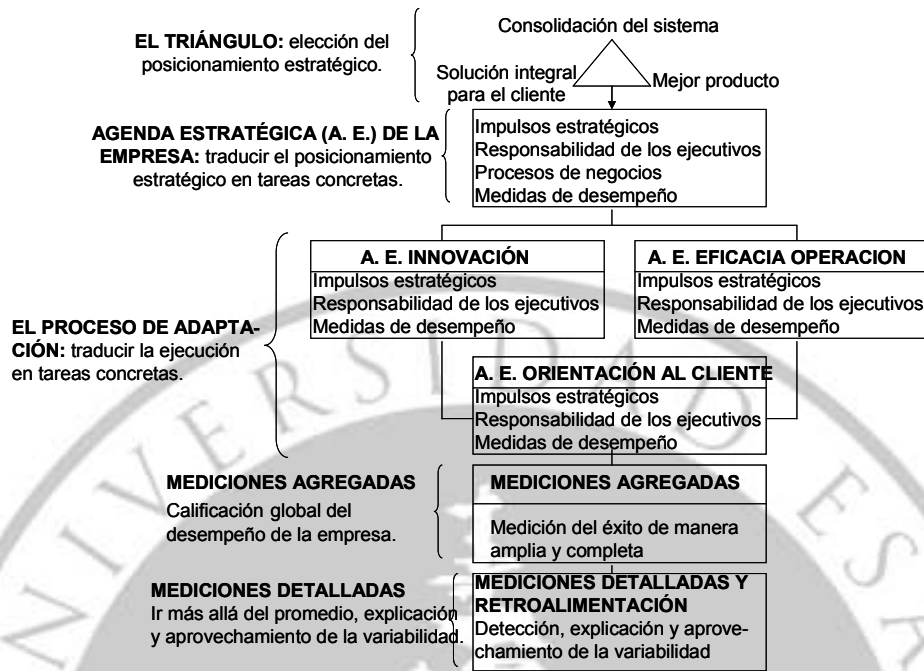 Consolidación del sistema
EL TRIÁNGULO: elección del
posicionamiento estratégico.
Solución integral
para el cliente
Mejor producto
AGENDA ESTRATÉGICA (A. E.) DE LA
EMPRESA: traducir el posicionamiento
estratégico en tareas concretas.
Impulsos estratégicos
Responsabilidad de los ejecutivos
Procesos de negocios
Medidas de desempeño
EL PROCESO DE ADAPTA-
CIÓN: traducir la ejecución
en tareas concretas.
A. E. INNOVACIÓN
Impulsos estratégicos
Responsabilidad de los ejecutivos
Medidas de desempeño
A. E. EFICACIA OPERACION
Impulsos estratégicos
Responsabilidad de los ejecutivos
Medidas de desempeño
A. E. ORIENTACIÓN AL CLIENTE
Impulsos estratégicos
Responsabilidad de los ejecutivos
Medidas de desempeño
MEDICIONES AGREGADAS
Calificación global del
desempeño de la empresa.
MEDICIONES AGREGADAS
Medición del éxito de manera
amplia y completa
MEDICIONES DETALLADAS
Ir más allá del promedio, explicación
y aprovechamiento de la variabilidad.
MEDICIONES DETALLADAS Y
RETROALIMENTACIÓN
Detección, explicación y aprove-
chamiento de la variabilidad
NIVERSIDAD ESA